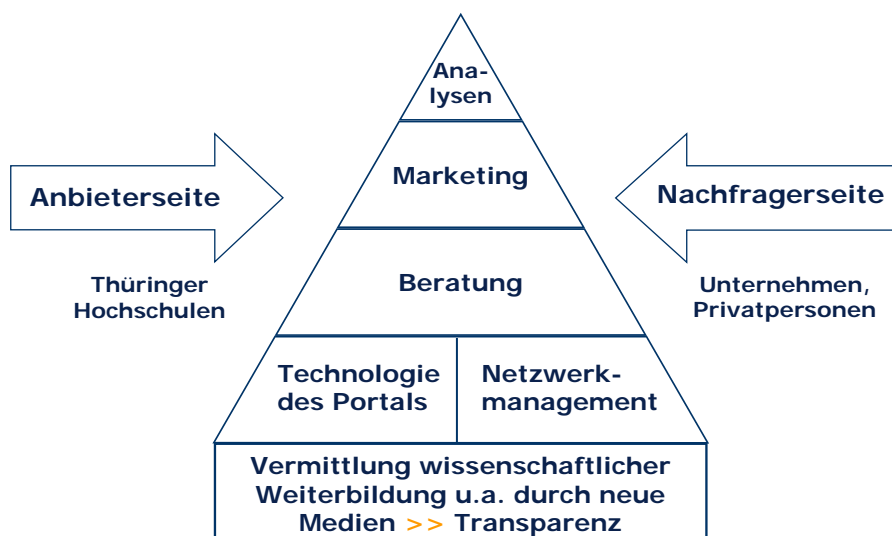 Ana-
lysen
Marketing
Anbieterseite
Nachfragerseite
Thüringer
Hochschulen
Beratung
Unternehmen,
Privatpersonen
Technologie
des Portals
Netzwerk-
management
Vermittlung wissenschaftlicher
Weiterbildung u.a. durch neue
Medien >> Transparenz